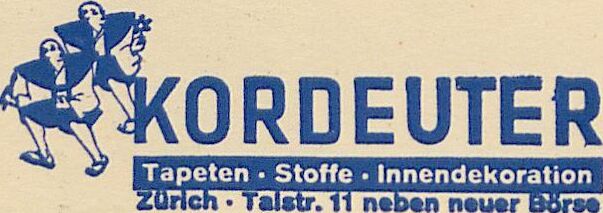 KORDEUTER
Tapeten · Stoffe · Innendekoration
Zürich · Talstr. 11 neben neuer Börse